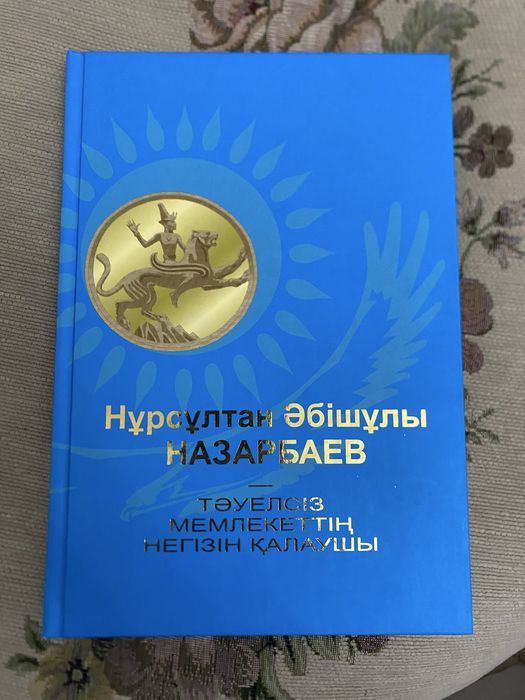 Нұрсұлтан Әбішұлы
НАЗАРБАЕВ
—
ТӘУЕЛСІЗ
МЕМЛЕКЕТТІҢ
НЕГІЗІН ҚАЛАУШЫ